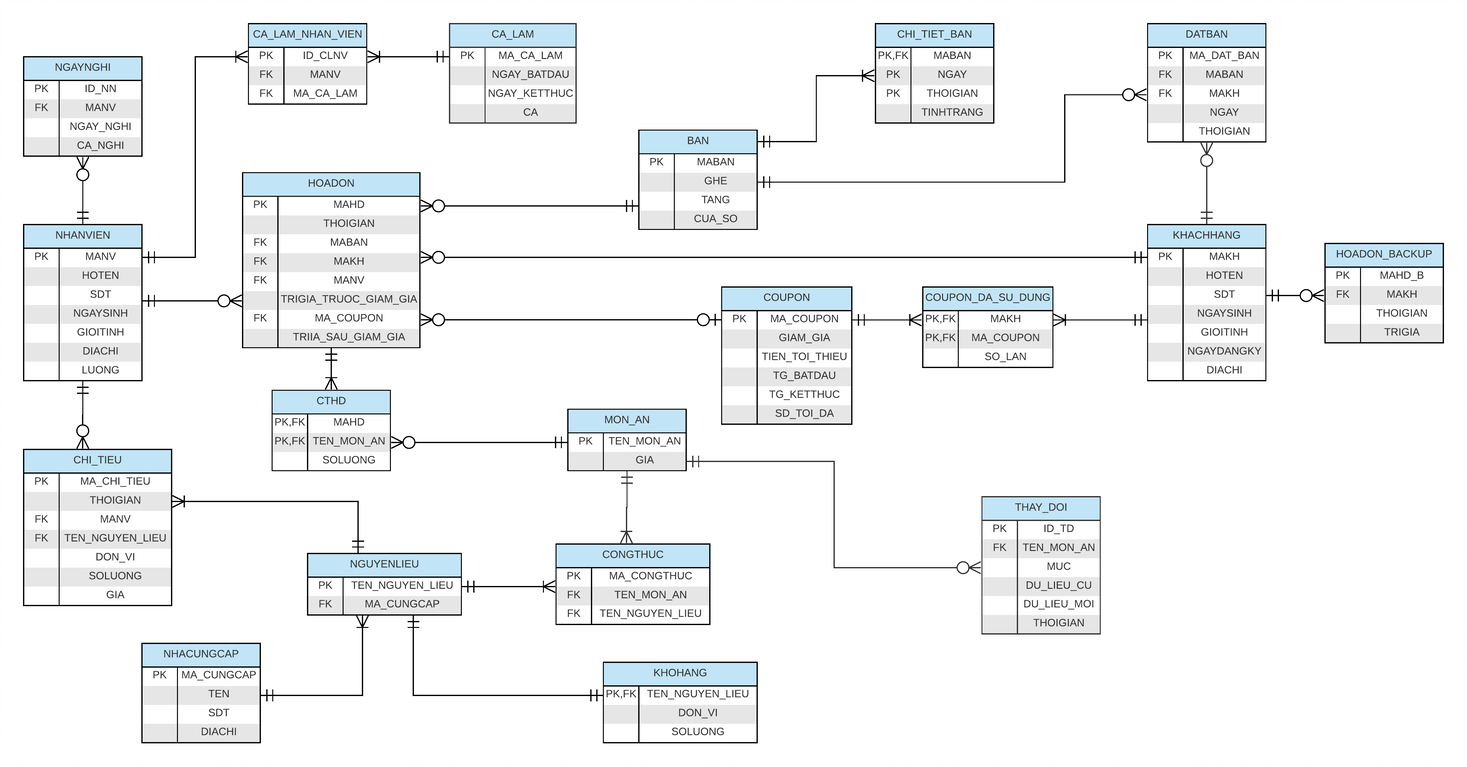 NGAYNGHI
PK ID_NN
FK MANV
NGAY_NGHI
CA_NGHI
CA_LAM_NHAN_VIEN
PK ID_CLNV
FK MANV
FK MA_CA_LAM
CA_LAM
PK MA_CA_LAM
NGAY_BATDAU
NGAY_KETTHUC
CA
CHI_TIET_BAN
PK,FK MABAN
PK NGAY
PK THOIGIAN
TINHTRANG
DATBAN
PK MA_DAT_BAN
FK MABAN
FK MAKH
NGAY
THOIGIAN
BAN
PK MABAN
GHE
TANG
CUA_SO
HOADON
PK MAHD
THOIGIAN
FK MABAN
FK MAKH
FK MANV
TRIGIA_TRUOC_GIAM_GIA
FK MA_COUPON
TRIIA_SAU_GIAM_GIA
NHANVIEN
PK MANV
HOTEN
SDT
NGAYSINH
GIOITINH
DIACHI
LUONG
KHACHHANG
PK MAKH
HOTEN
SDT
NGAYSINH
GIOITINH
NGAYDANGKY
DIACHI
HOADON_BACKUP
PK MAHD_B
FK MAKH
THOIGIAN
TRIGIA
COUPON
PK MA_COUPON
GIAM_GIA
TIEN_TOI_THIEU
TG_BATDAU
TG_KETTHUC
SD_TOI_DA
COUPON_DA_SU_DUNG
PK,FK MAKH
PK,FK MA_COUPON
SO_LAN
CTHD
PK,FK MAHD
PK,FK TEN_MON_AN
SOLUONG
MON_AN
PK TEN_MON_AN
GIA
CHI_TIEU
PK MA_CHI_TIEU
THOIGIAN
FK MANV
FK TEN_NGUYEN_LIEU
DON_VI
SOLUONG
GIA
THAY_DOI
PK ID_TD
FK TEN_MON_AN
MUC
DU_LIEU_CU
DU_LIEU_MOI
THOIGIAN
NGUYENLIEU
PK TEN_NGUYEN_LIEU
FK MA_CUNGCAP
CONGTHUC
PK MA_CONGTHUC
FK TEN_MON_AN
FK TEN_NGUYEN_LIEU
NHACUNGCAP
PK MA_CUNGCAP
TEN
SDT
DIACHI
KHOHANG
PK,FK TEN_NGUYEN_LIEU
DON_VI
SOLUONG